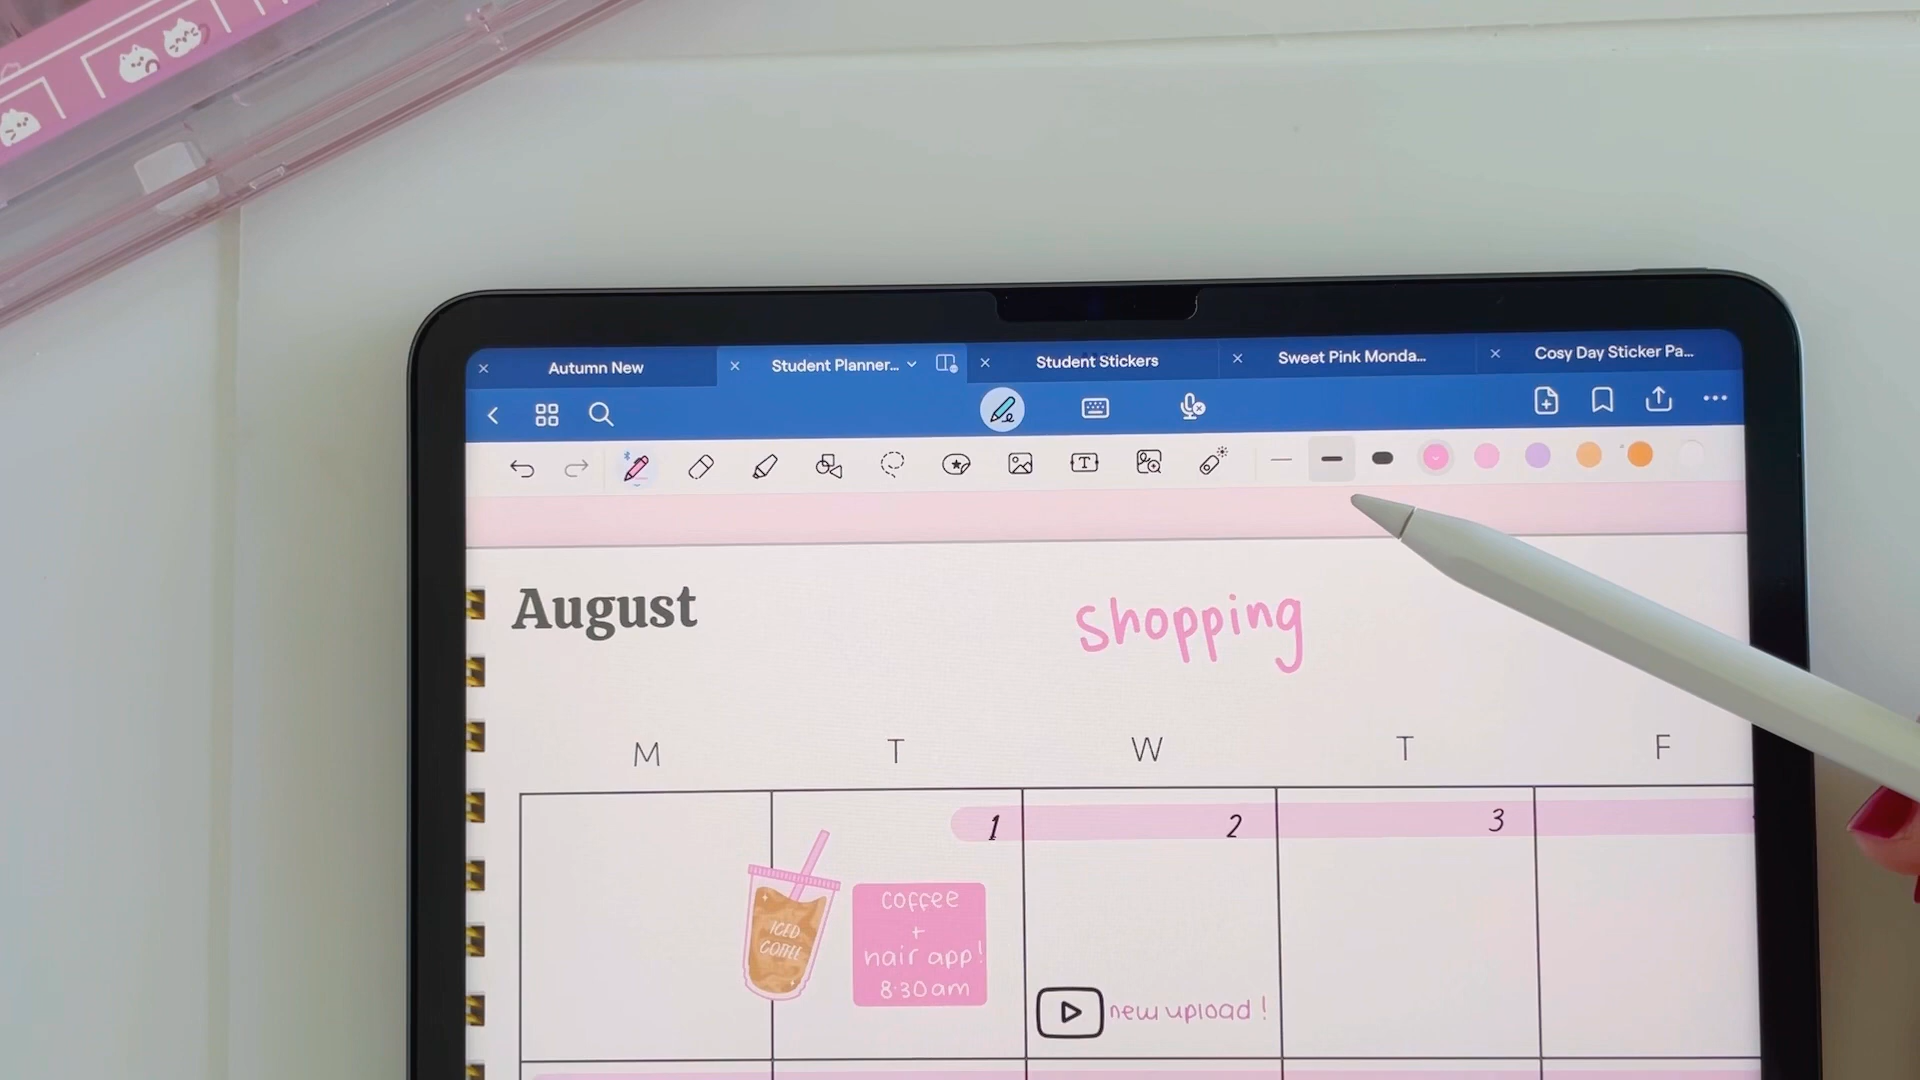 Autumn New
Student Planner...
Student Stickers
Sweet Pink Monda...
Cosy Day Sticker Pa...
August
Shopping
M
T
W
T
F
1
2
3
ICED
COFFEE
coffee
+
hair app!
8:30am
new upload!